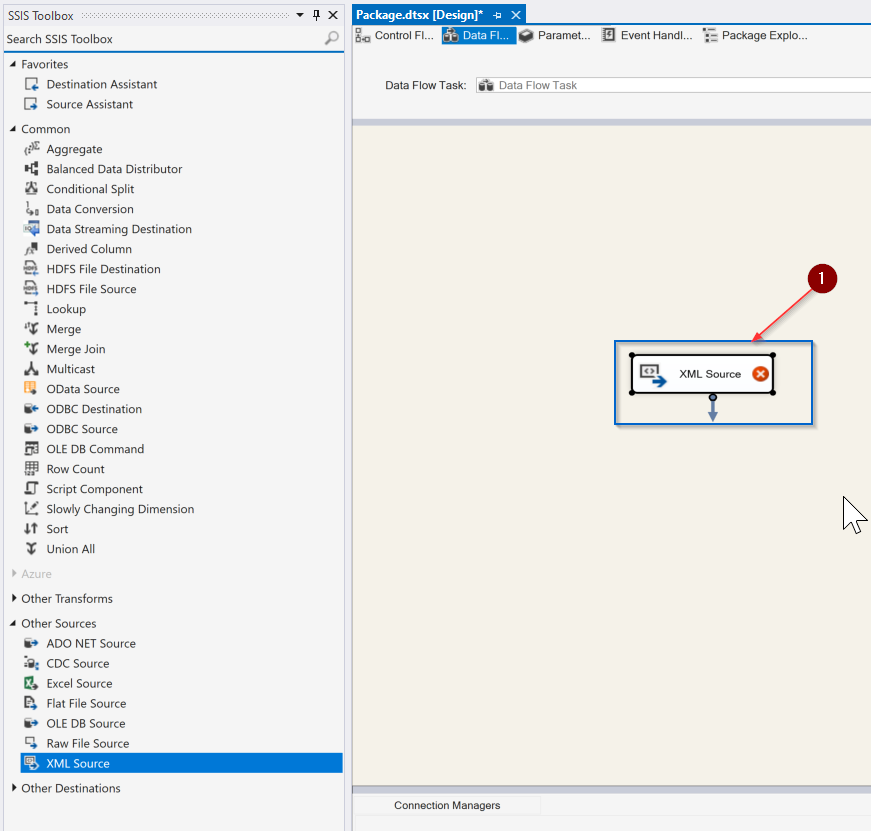 SSIS Toolbox
Search SSIS Toolbox
Favorites
Destination Assistant
Source Assistant
Common
Aggregate
Balanced Data Distributor
Conditional Split
Data Conversion
Data Streaming Destination
Derived Column
HDFS File Destination
HDFS File Source
Lookup
Merge
Merge Join
Multicast
OData Source
ODBC Destination
ODBC Source
OLE DB Command
Row Count
Script Component
Slowly Changing Dimension
Sort
Union All
Azure
Other Transforms
Other Sources
ADO NET Source
CDC Source
Excel Source
Flat File Source
OLE DB Source
Raw File Source
XML Source
Other Destinations
Package.dtsx [Design]*
Control Fl... Data Fl... Paramet... Event Handl... Package Explo...
Data Flow Task: Data Flow Task
1
XML Source
Connection Managers